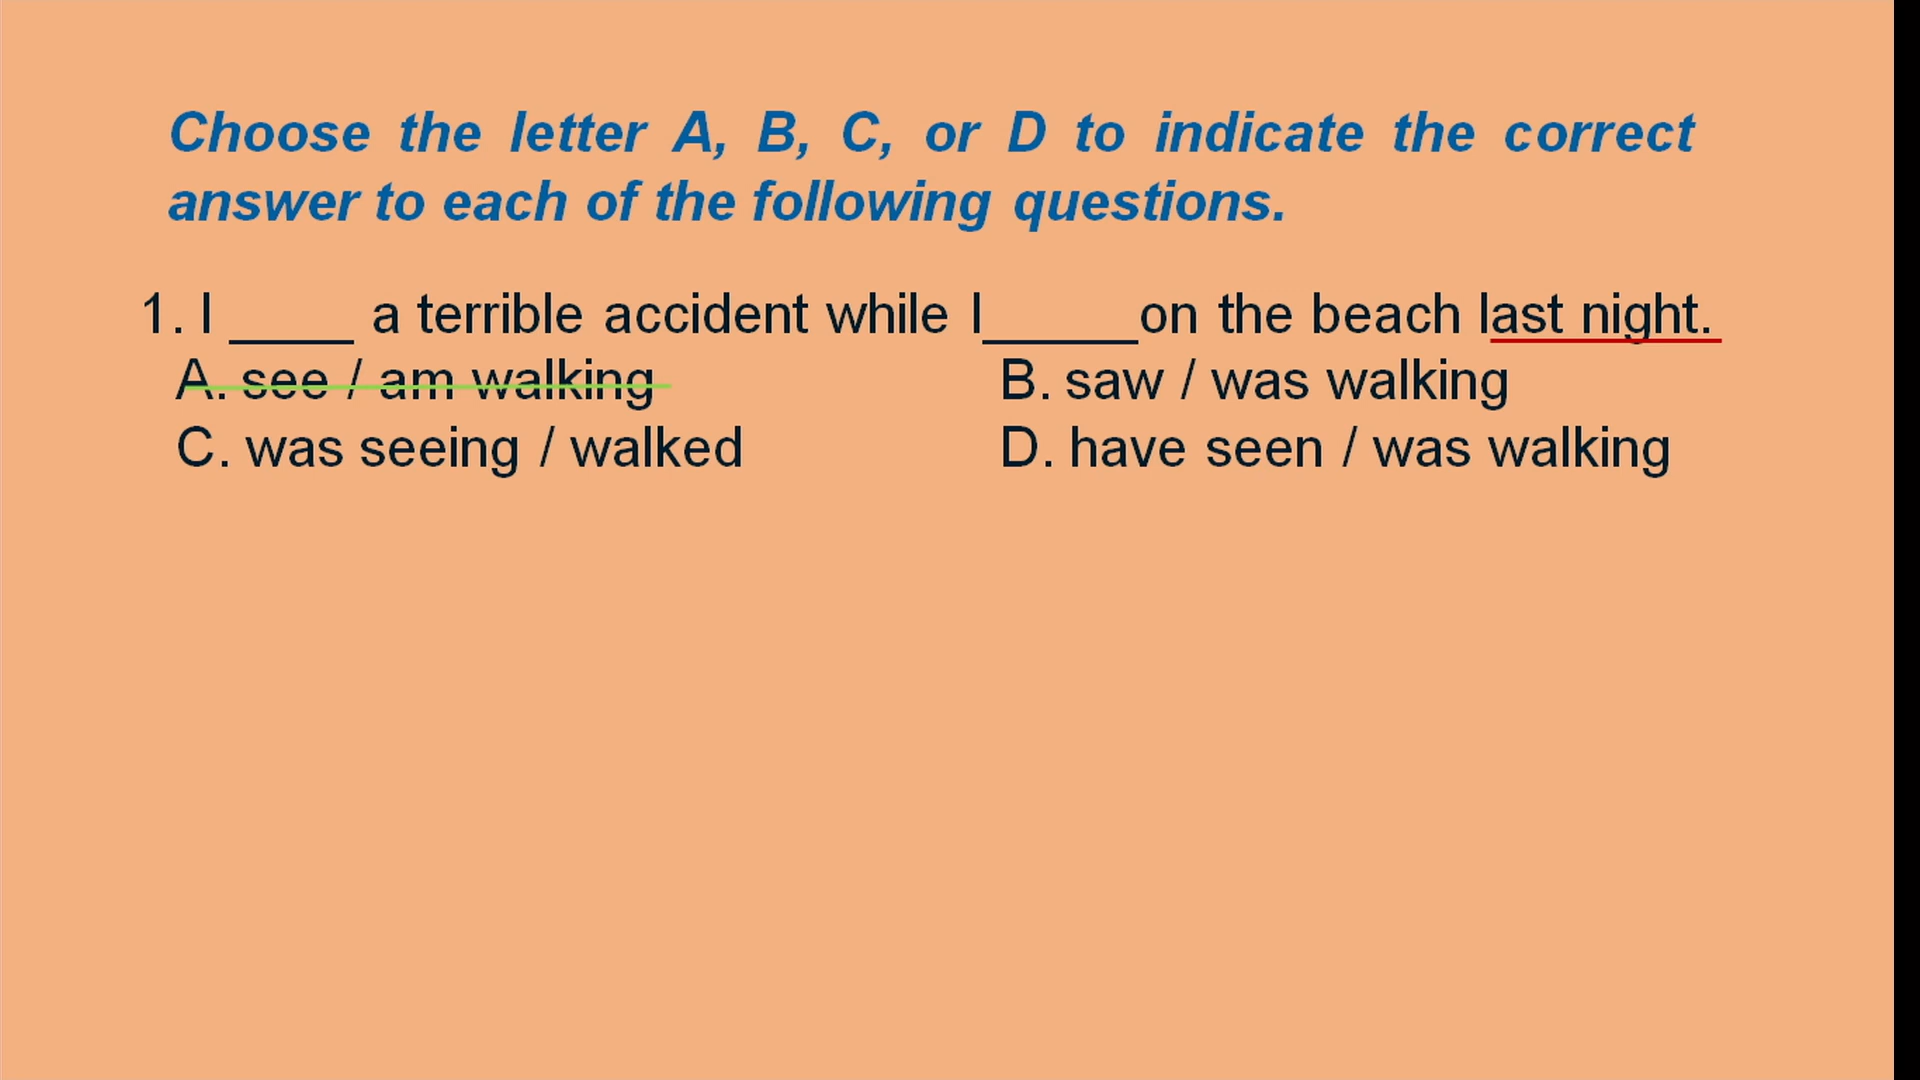 Choose the letter A, B, C, or D to indicate the correct
answer to each of the following questions.
1. I ____ a terrible accident while I_____on the beach last night.
A. see / am walking B. saw / was walking
C. was seeing / walked D. have seen / was walking